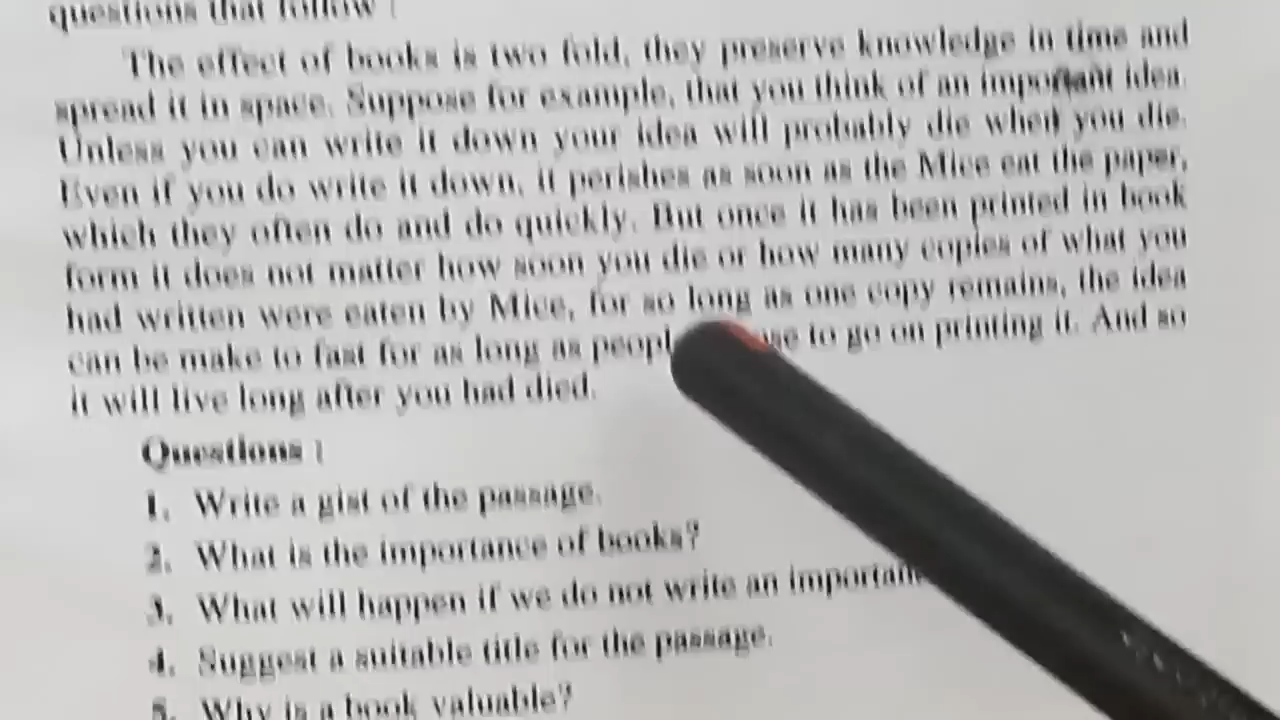 questions that follow :
The effect of books is two fold, they preserve knowledge in time and
spread it in space. Suppose for example, that you think of an important idea.
Unless you can write it down your idea will probably die when you die.
Even if you do write it down, it perishes as soon as the Mice eat the paper,
which they often do and do quickly. But once it has been printed in book
form it does not matter how soon you die or how many copies of what you
had written were eaten by Mice, for so long as one copy remains, the idea
can be make to fast for as long as peopl to go on printing it. And so
it will live long after you had died.
Questions :
1. Write a gist of the passage.
2. What is the importance of books?
3. What will happen if we do not write an important
4. Suggest a suitable title for the passage.
5. Why is a book valuable?